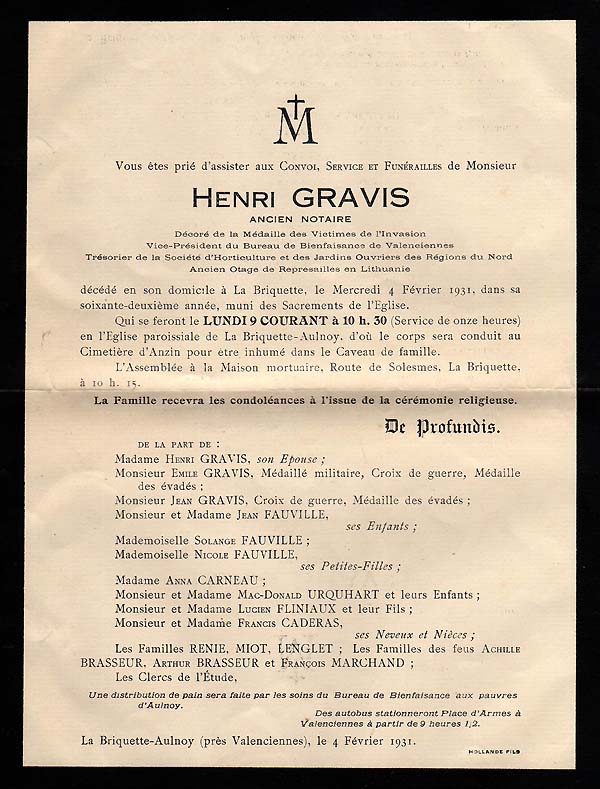 M
Vous êtes prié d'assister aux Convoi, Service et Funérailles de Monsieur
Henri GRAVIS
ANCIEN NOTAIRE
Décoré de la Médaille des Victimes de l'Invasion
Vice-Président du Bureau de Bienfaisance de Valenciennes
Trésorier de la Société d'Horticulture et des Jardins Ouvriers des Régions du Nord
Ancien Otage de Represailles en Lithuanie
décédé en son domicile à La Briquette, le Mercredi 4 Février 1931, dans sa
soixante-deuxième année, muni des Sacrements de l'Eglise.
Qui se feront le LUNDI 9 COURANT à 10 h. 30 (Service de onze heures)
en l'Eglise paroissiale de La Briquette-Aulnoy, d'où le corps sera conduit au
Cimetière d'Anzin pour être inhumé dans le Caveau de famille.
L'Assemblée à la Maison mortuaire, Route de Solesmes, La Briquette,
à 10 h. 15.
La Famille recevra les condoléances à l'issue de la cérémonie religieuse.
De Profundis.
DE LA PART DE :
Madame Henri GRAVIS, son Epouse ;
Monsieur Emile GRAVIS, Médaillé militaire, Croix de guerre, Médaille
des évadés ;
Monsieur Jean GRAVIS, Croix de guerre, Médaille des évadés ;
Monsieur et Madame Jean FAUVILLE,
ses Enfants ;
Mademoiselle Solange FAUVILLE ;
Mademoiselle Nicole FAUVILLE,
ses Petites-Filles ;
Madame Anna CARNEAU ;
Monsieur et Madame Mac-Donald URQUHART et leurs Enfants ;
Monsieur et Madame Lucien FLINIAUX et leur Fils ;
Monsieur et Madame Francis CADERAS,
ses Neveux et Nièces ;
Les Familles RENIE, MIOT, LENGLET ; Les Familles des feus Achille
BRASSEUR, Arthur BRASSEUR et François MARCHAND ;
Les Clercs de l'Étude,
Une distribution de pain sera faite par les soins du Bureau de Bienfaisance aux pauvres
d'Aulnoy.
Des autobus stationneront Place d'Armes à
Valenciennes à partir de 9 heures 1/2.
La Briquette-Aulnoy (près Valenciennes), le 4 Février 1931.
HOLLANDE FILS